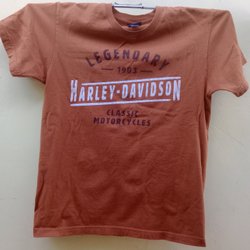 LEGENDARY
1903
HARLEY-DAVIDSON
CLASSIC
MOTORCYCLES